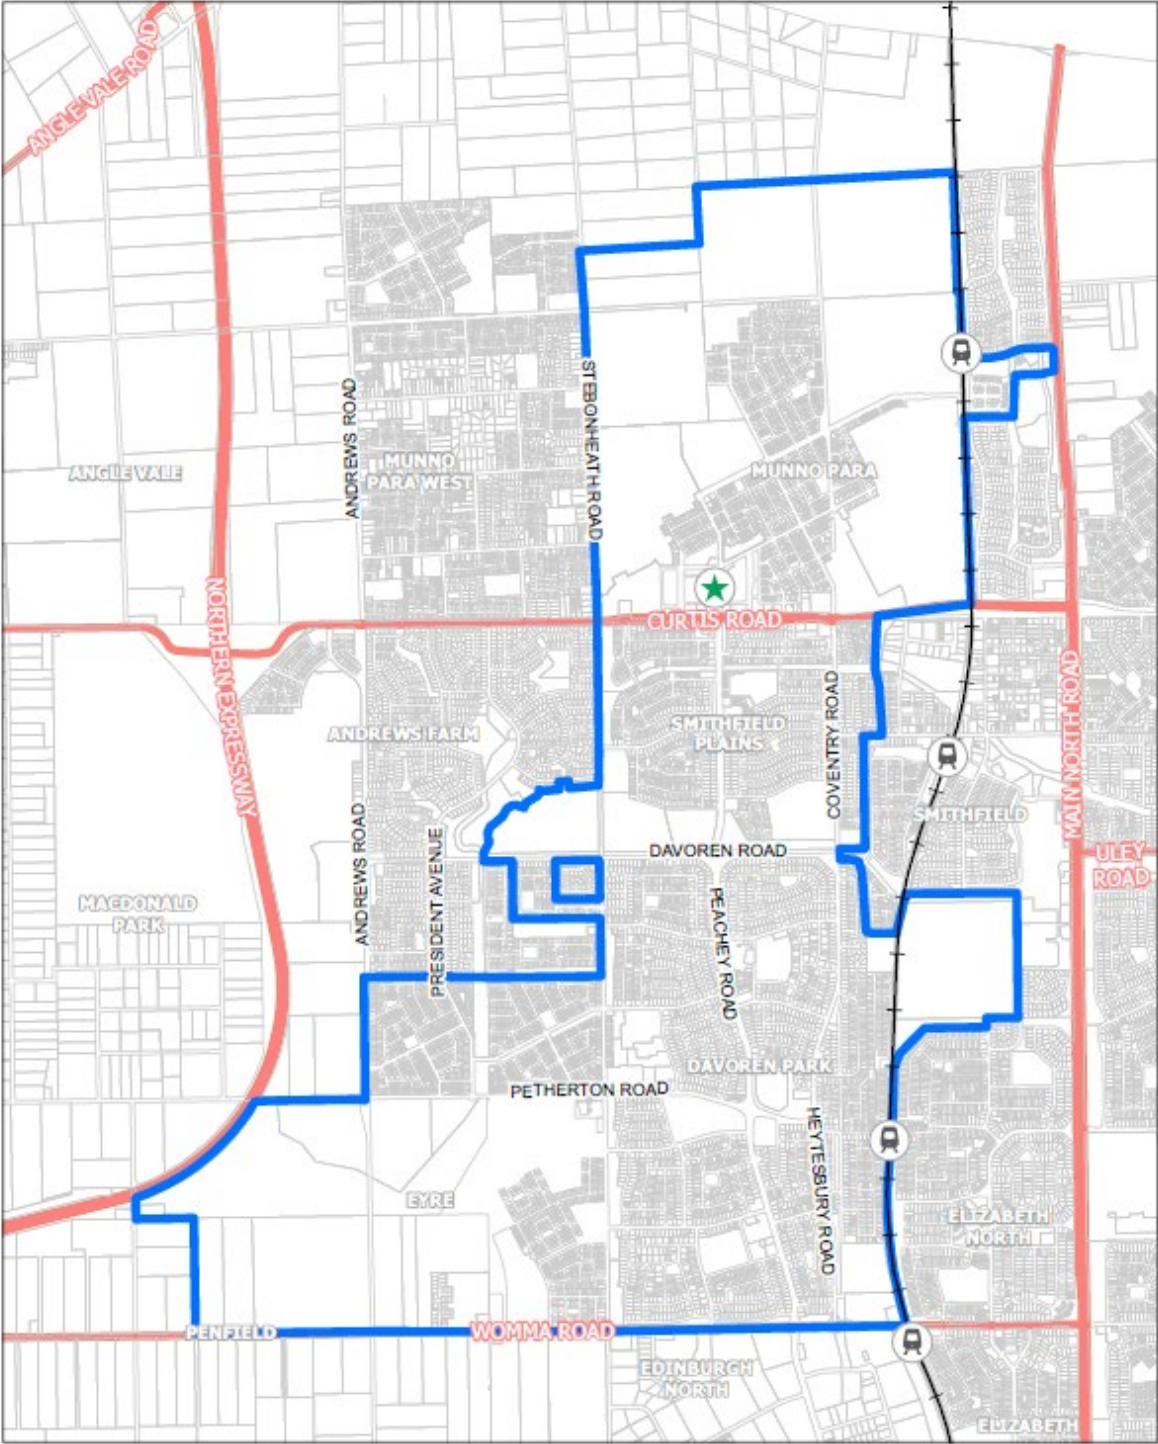 ANGLE VALE ROAD
ANDREWS ROAD
STEBONHEATH ROAD
ANGLE VALE
MUNNO
PARA WEST
MUNNO PARA
NORTHERN EXPRESSWAY
CURTIS ROAD
MAIN NORTH ROAD
COVENTRY ROAD
ANDREWS FARM
SMITHFIELD
PLAINS
SMITHFIELD
ANDREWS ROAD
PRESIDENT AVENUE
DAVOREN ROAD
ULEY
ROAD
MACDONALD
PARK
PEACHEY ROAD
DAVOREN PARK
PETHERTON ROAD
HEYTESBURY ROAD
EYRE
ELIZABETH
NORTH
PENFIELD
WOMMA ROAD
EDINBURGH
NORTH
ELIZABETH